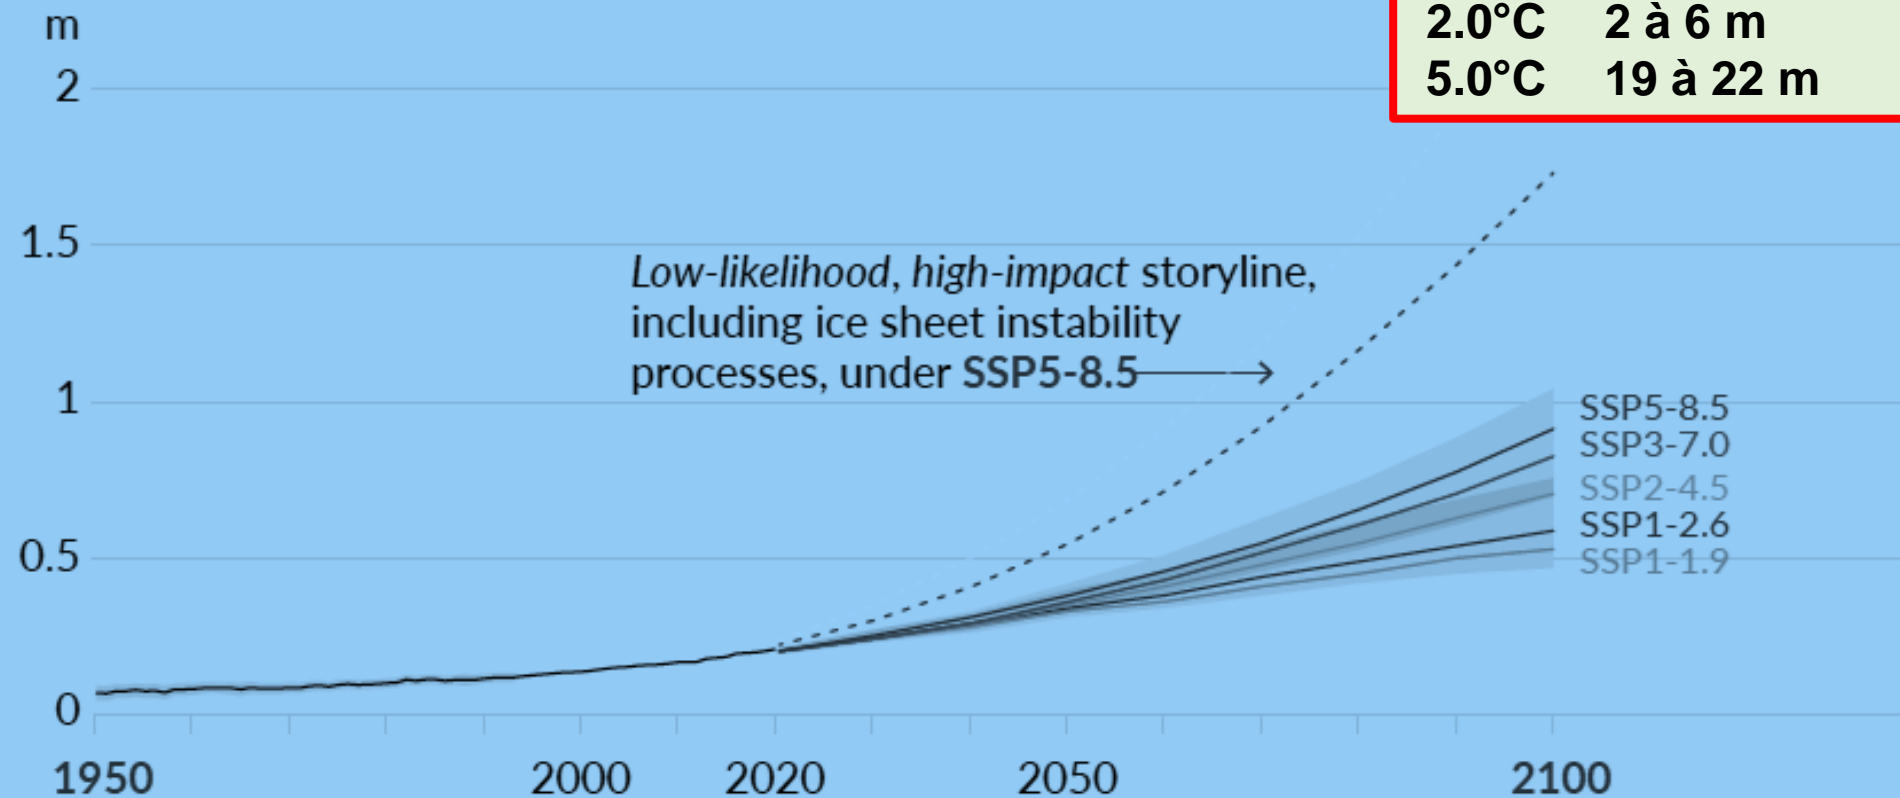 m
2.0°C 2 à 6 m
5.0°C 19 à 22 m
2
1.5
Low-likelihood, high-impact storyline,
including ice sheet instability
processes, under SSP5-8.5
1
SSP5-8.5
SSP3-7.0
SSP2-4.5
SSP1-2.6
SSP1-1.9
0.5
0
1950 2000 2020 2050 2100